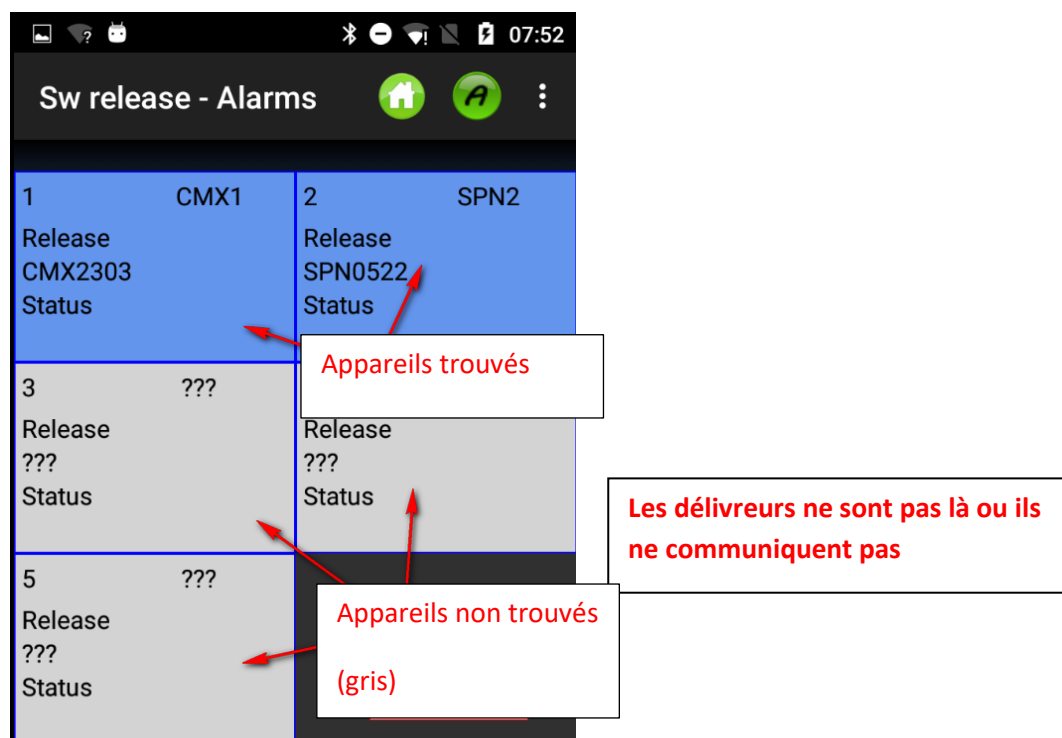 07:52
Sw release - Alarms
1 CMX1
Release
CMX2303
Status
2 SPN2
Release
SPN0522
Status
Appareils trouvés
3 ???
Release
???
Status
Release
???
Status
Les délivreurs ne sont pas là ou ils
ne communiquent pas
5 ???
Release
???
Status
Appareils non trouvés
(gris)